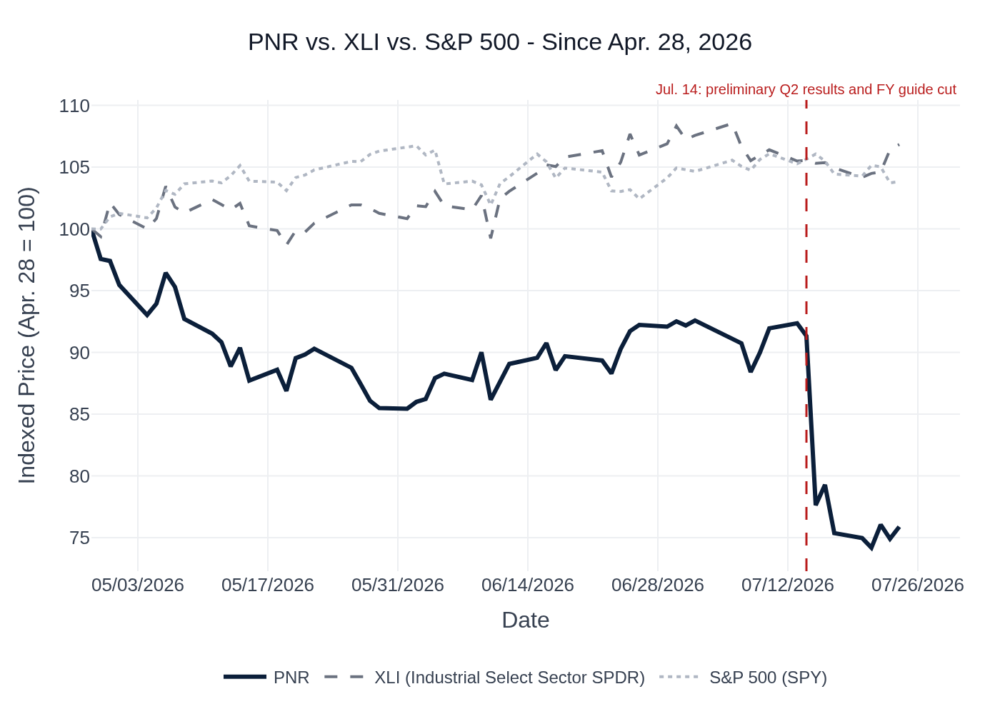 PNR vs. XLI vs. S&P 500 - Since Apr. 28, 2026
Jul. 14: preliminary Q2 results and FY guide cut
Indexed Price (Apr. 28 = 100)
110
105
100
95
90
85
80
75
05/03/2026
05/17/2026
05/31/2026
06/14/2026
06/28/2026
07/12/2026
07/26/2026
Date
PNR
XLI (Industrial Select Sector SPDR)
S&P 500 (SPY)